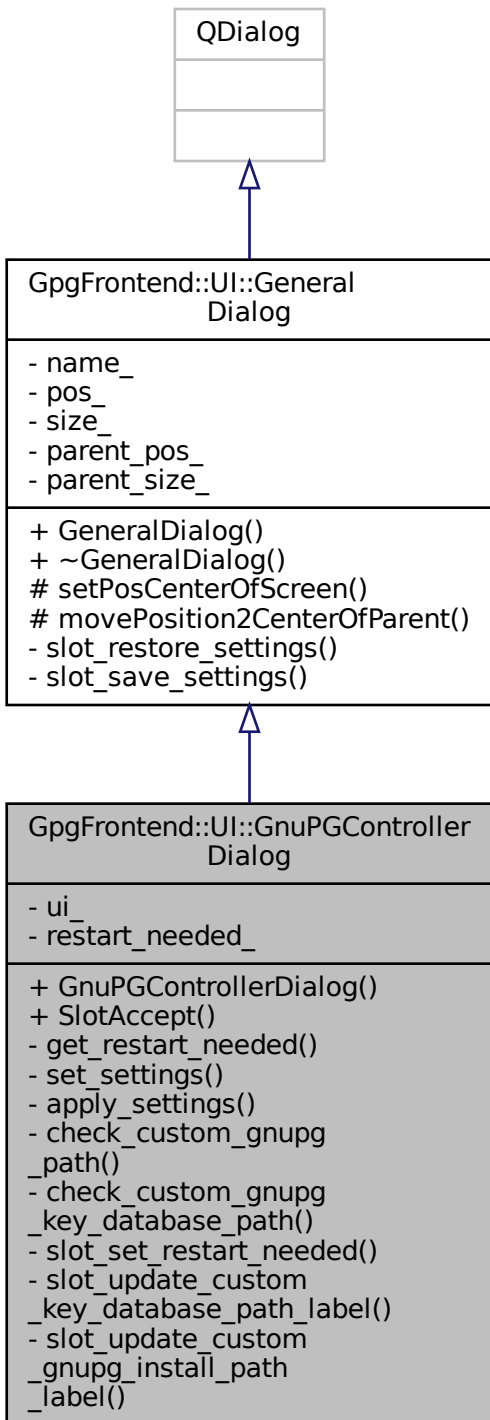 QDialog
GpgFrontend::UI::General
Dialog
- name_
- pos_
- size_
- parent_pos_
- parent_size_
+ GeneralDialog()
+ ~GeneralDialog()
# setPosCenterOfScreen()
# movePosition2CenterOfParent()
- slot_restore_settings()
- slot_save_settings()
GpgFrontend::UI::GnuPGController
Dialog
- ui_
- restart_needed_
+ GnuPGControllerDialog()
+ SlotAccept()
- get_restart_needed()
- set_settings()
- apply_settings()
- check_custom_gnupg
_path()
- check_custom_gnupg
_key_database_path()
- slot_set_restart_needed()
- slot_update_custom
_key_database_path_label()
- slot_update_custom
_gnupg_install_path
_label()